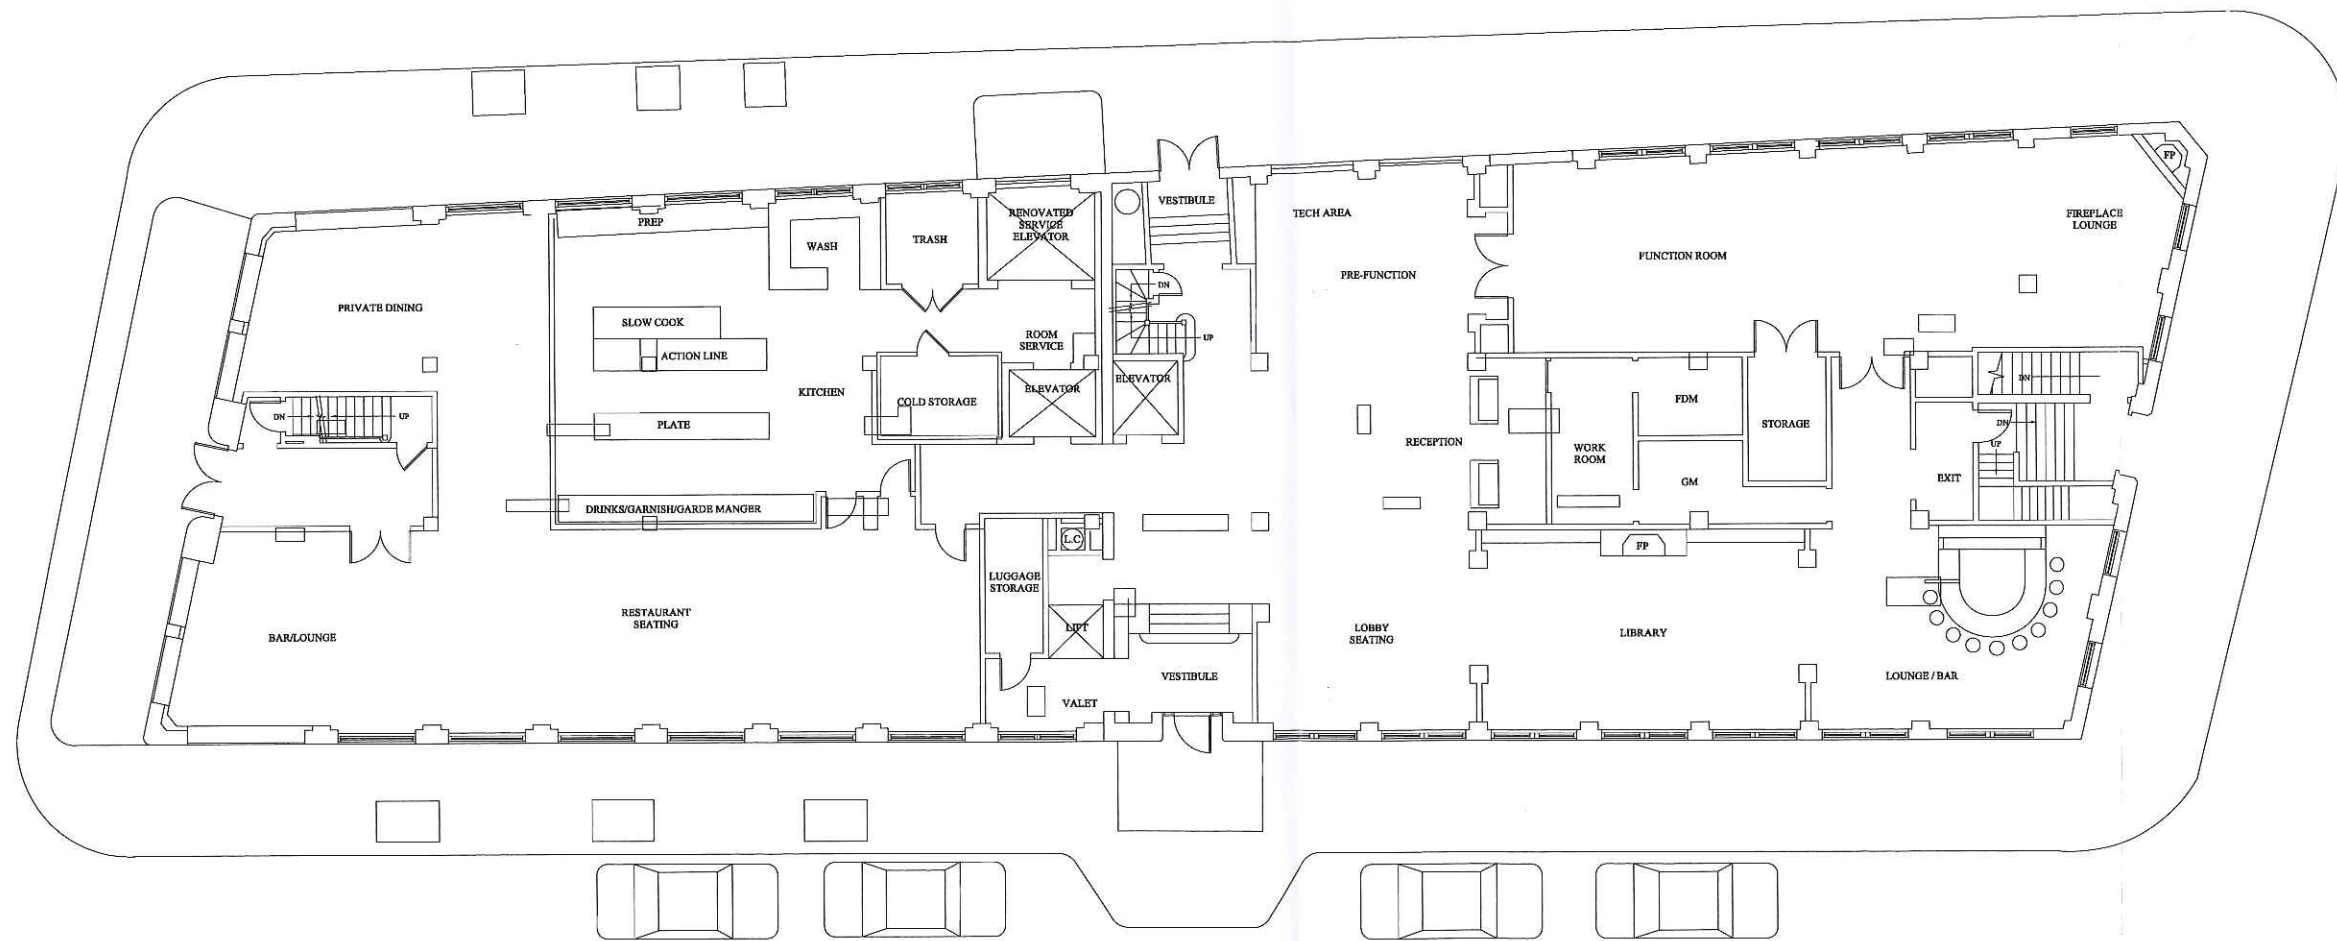 FP
VESTIBULE
TECH AREA
FIREPLACE
LOUNGE
PREP
RENOVATED
SERVICE
ELEVATOR
WASH
TRASH
FUNCTION ROOM
PRE-FUNCTION
DN
PRIVATE DINING
SLOW COOK
ROOM
SERVICE
UP
ACTION LINE
ELEVATOR
ELEVATOR
DN
KITCHEN
COLD STORAGE
FDM
DN
UP
PLATE
STORAGE
DN
RECEPTION
WORK
ROOM
UP
GM
EXIT
DRINKS/GARNISH/GARDE MANGER
L.C.
FP
LUGGAGE
STORAGE
RESTAURANT
SEATING
LIFT
LOBBY
SEATING
LIBRARY
BAR/LOUNGE
VESTIBULE
LOUNGE / BAR
VALET